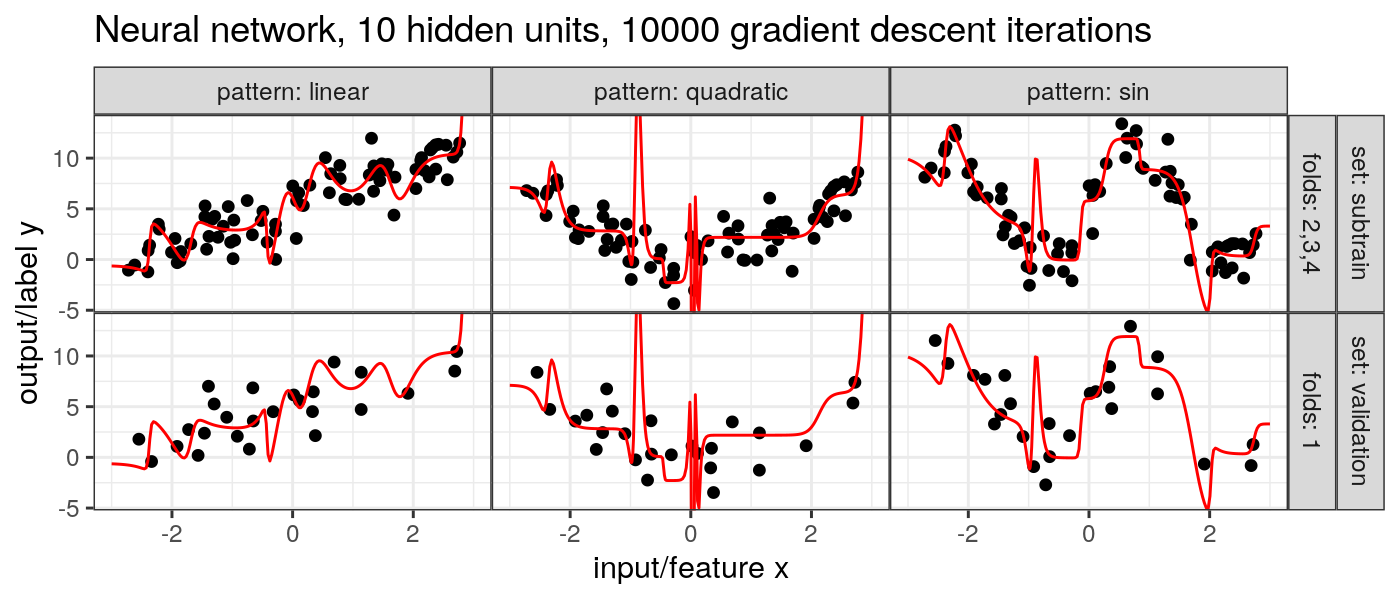 Neural network, 10 hidden units, 10000 gradient descent iterations
pattern: linear
pattern: quadratic
pattern: sin
output/label y
10
5
0
-5
folds: 2,3,4
set: subtrain
10
5
0
-5
folds: 1
set: validation
-2
0
2
-2
0
2
-2
0
2
input/feature x